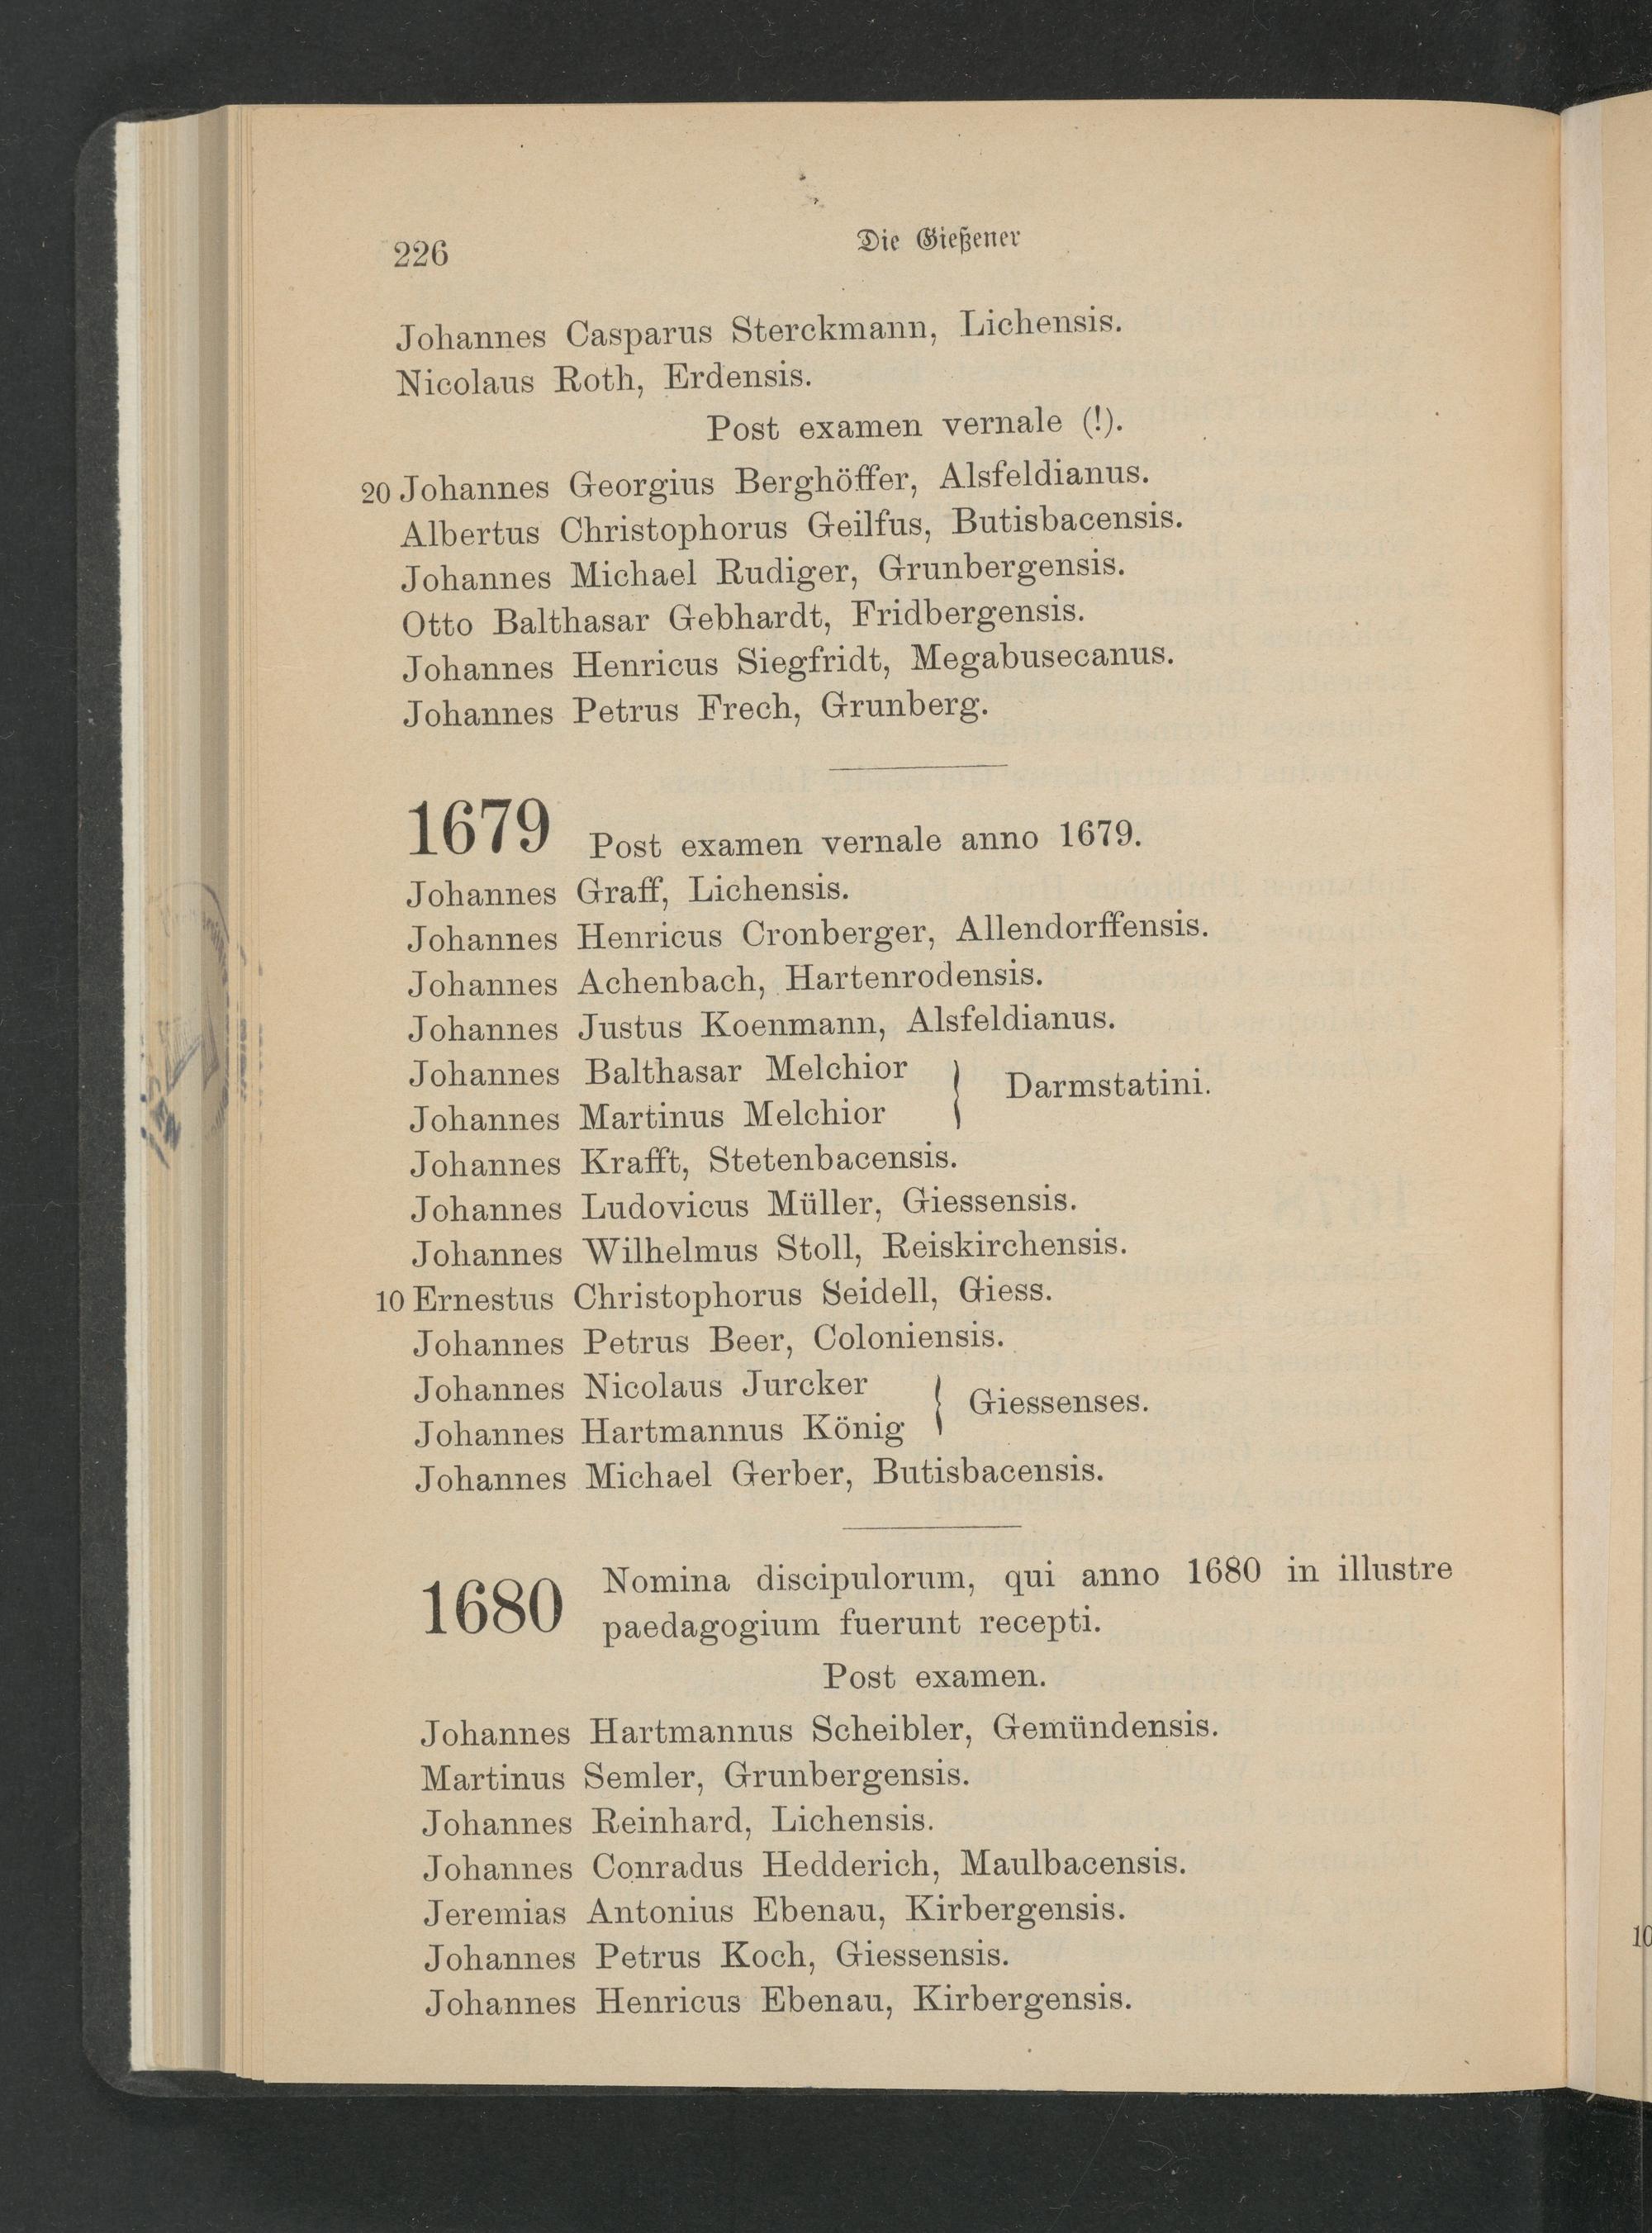 226
Die Gießener
Johannes Casparus Sterckmann, Lichensis.
Nicolaus Roth, Erdensis.
Post examen vernale (!).
20 Johannes Georgius Berghöffer, Alsfeldianus.
Albertus Christophorus Geilfus, Butisbacensis.
Johannes Michael Rudiger, Grunbergensis.
Otto Balthasar Gebhardt, Fridbergensis.
Johannes Henricus Siegfridt, Megabusecanus.
Johannes Petrus Frech, Grunberg.
1679 Post examen vernale anno 1679.
Johannes Graff, Lichensis.
Johannes Henricus Cronberger, Allendorffensis.
Johannes Achenbach, Hartenrodensis.
Johannes Justus Koenmann, Alsfeldianus.
Johannes Balthasar Melchior
Johannes Martinus Melchior
} Darmstatini.
Johannes Krafft, Stetenbacensis.
Johannes Ludovicus Müller, Giessensis.
Johannes Wilhelmus Stoll, Reiskirchensis.
10 Ernestus Christophorus Seidell, Giess.
Johannes Petrus Beer, Coloniensis.
Johannes Nicolaus Jurcker
Johannes Hartmannus König
{ Giessenses.
Johannes Michael Gerber, Butisbacensis.
1680 Nomina discipulorum, qui anno 1680 in illustre
paedagogium fuerunt recepti.
Post examen.
Johannes Hartmannus Scheibler, Gemündensis.
Martinus Semler, Grunbergensis.
Johannes Reinhard, Lichensis.
Johannes Conradus Hedderich, Maulbacensis.
Jeremias Antonius Ebenau, Kirbergensis.
Johannes Petrus Koch, Giessensis.
Johannes Henricus Ebenau, Kirbergensis.
10